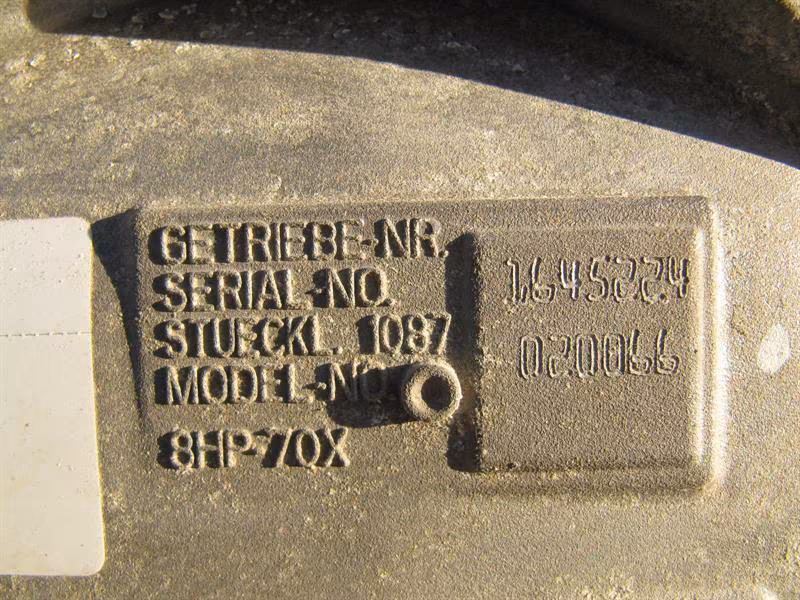 GETRIEBE-NR.
SERIAL-NO.
STUECKL. 1087
MODEL-NO.
8HP-70X
1645224
020066